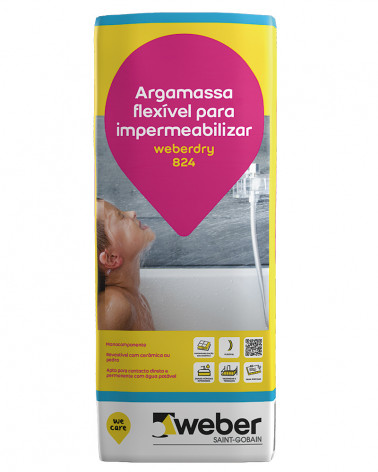 Argamassa
flexível para
impermeabilizar
weberdry
824
Monocomponente
Revestível com cerâmica ou
pedra
Apta para contacto direto e
permanente com água potável
we
care
weber
SAINT-GOBAIN